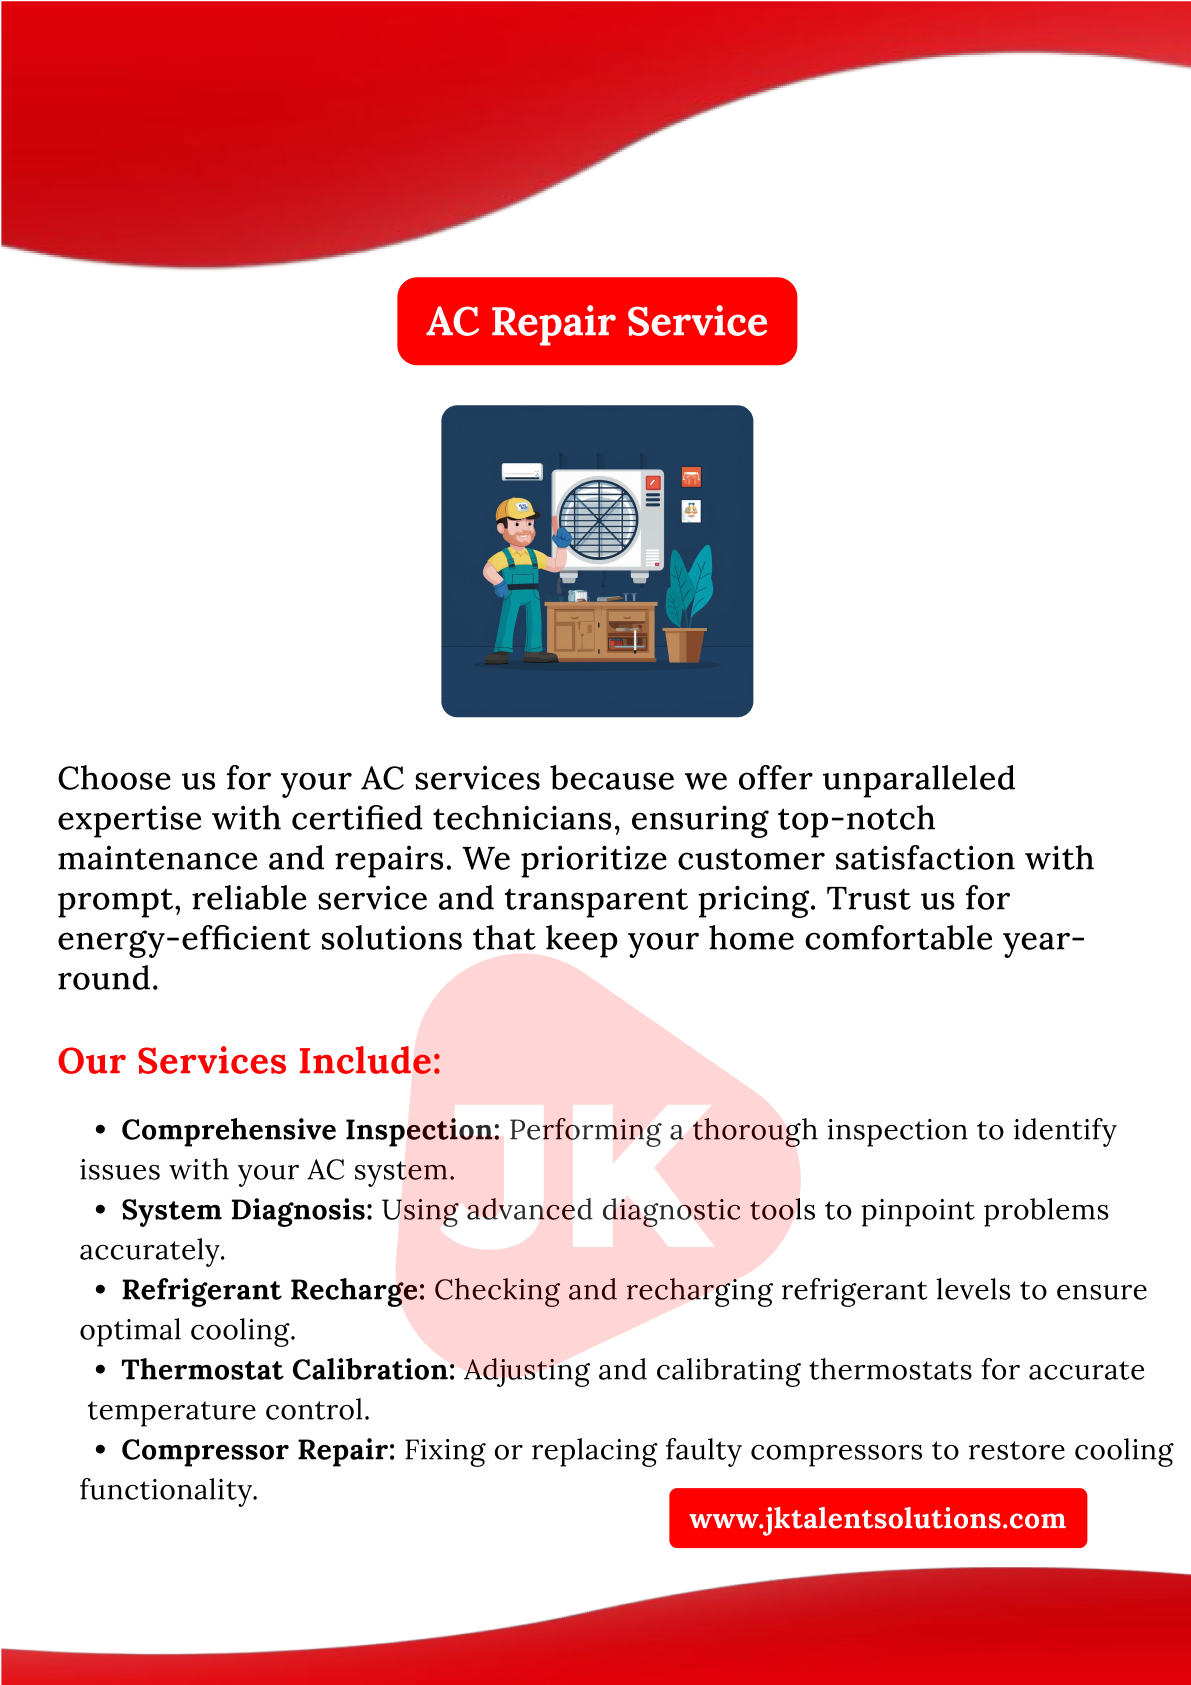 AC Repair Service
Choose us for your AC services because we offer unparalleled
expertise with certified technicians, ensuring top-notch
maintenance and repairs. We prioritize customer satisfaction with
prompt, reliable service and transparent pricing. Trust us for
energy-efficient solutions that keep your home comfortable year-
round.
Our Services Include:
• Comprehensive Inspection: Performing a thorough inspection to identify
issues with your AC system.
• System Diagnosis: Using advanced diagnostic tools to pinpoint problems
accurately.
• Refrigerant Recharge: Checking and recharging refrigerant levels to ensure
optimal cooling.
• Thermostat Calibration: Adjusting and calibrating thermostats for accurate
temperature control.
• Compressor Repair: Fixing or replacing faulty compressors to restore cooling
functionality.
JK
www.jktalentsolutions.com